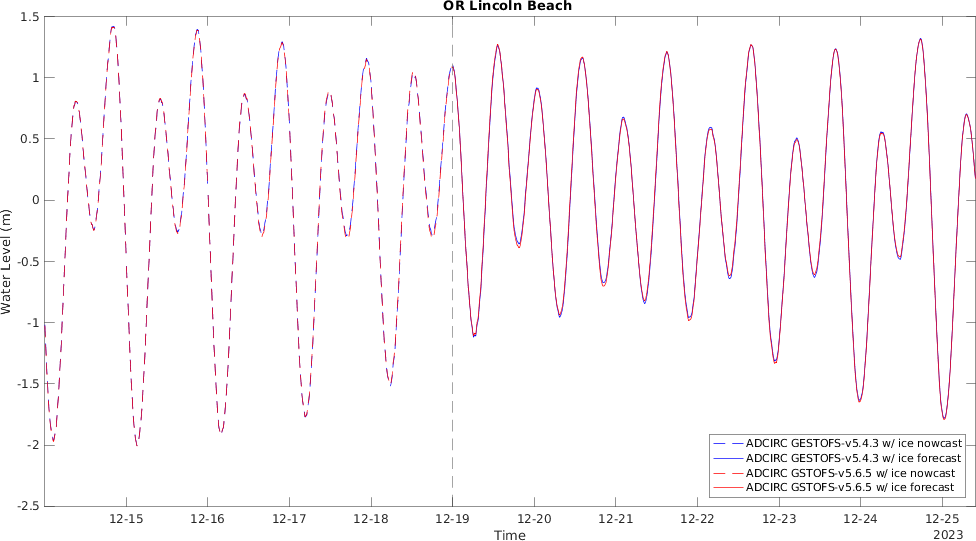 OR Lincoln Beach
1.5
1
0.5
0
-0.5
-1
-1.5
-2
-2.5
Water Level (m)
12-15 12-16 12-17 12-18 12-19 12-20 12-21 12-22 12-23 12-24 12-25
2023
Time
ADCIRC GESTOFS-v5.4.3 w/ ice nowcast
ADCIRC GESTOFS-v5.4.3 w/ ice forecast
ADCIRC GSTOFS-v5.6.5 w/ ice nowcast
ADCIRC GSTOFS-v5.6.5 w/ ice forecast